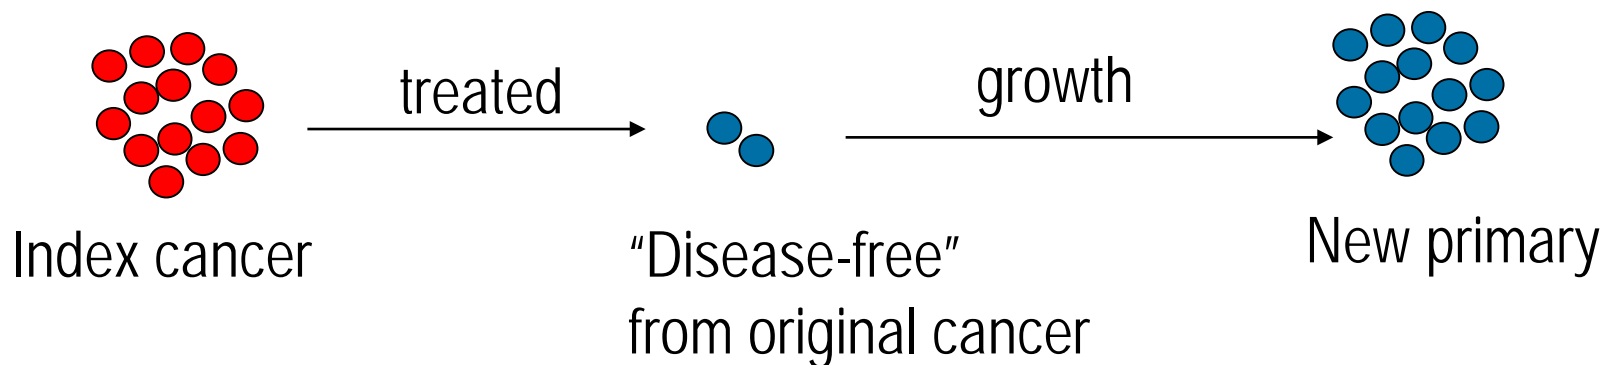 treated
growth
Index cancer
“Disease-free”
from original cancer
New primary